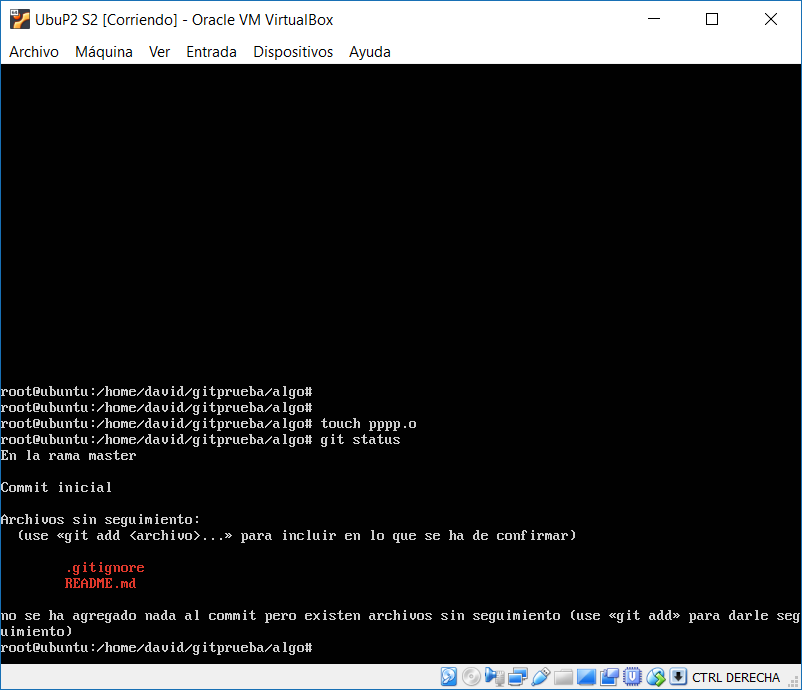 UbuP2 S2 [Corriendo] - Oracle VM VirtualBox
Archivo Máquina Ver Entrada Dispositivos Ayuda
root@ubuntu:/home/david/gitprueba/algo#
root@ubuntu:/home/david/gitprueba/algo#
root@ubuntu:/home/david/gitprueba/algo# touch pppp.o
root@ubuntu:/home/david/gitprueba/algo# git status
En la rama master
Commit inicial
Archivos sin seguimiento:
(use «git add <archivo>...» para incluir en lo que se ha de confirmar)
.gitignore
README.md
no se ha agregado nada al commit pero existen archivos sin seguimiento (use «git add» para darle seg
uimiento)
root@ubuntu:/home/david/gitprueba/algo#
CTRL DERECHA